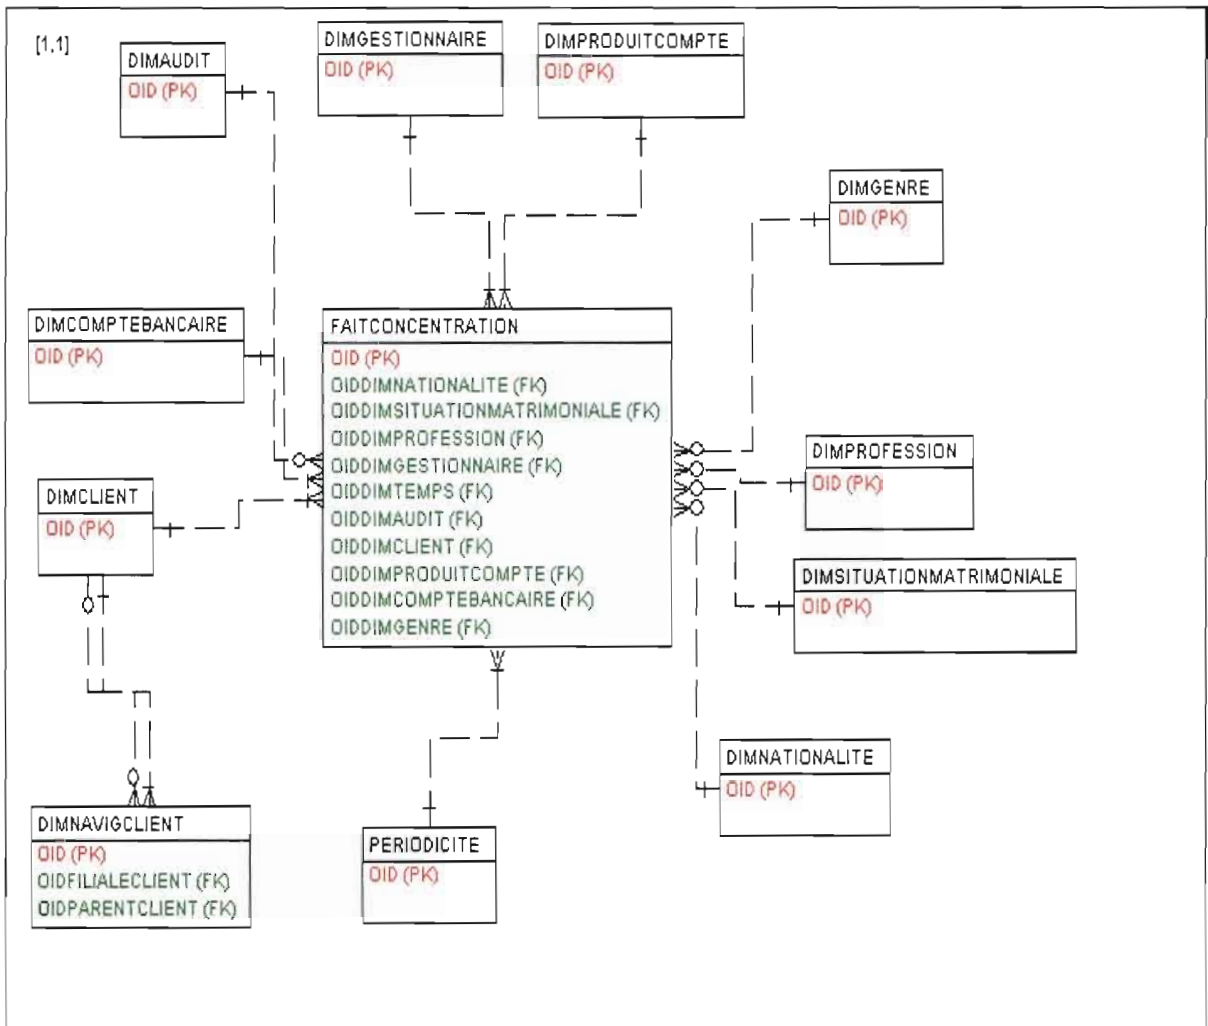 [1,1]
DIMAUDIT
OID (PK)
DIMGESTIONNAIRE
OID (PK)
DIMPRODUITCOMPTE
OID (PK)
DIMGENRE
OID (PK)
DIMCOMPTEBANCAIRE
OID (PK)
FAITCONCENTRATION
OID (PK)
OIDDIMNATIONALITE (FK)
OIDDIMSITUATIONMATRIMONIALE (FK)
OIDDIMPROFESSION (FK)
OIDDIMGESTIONNAIRE (FK)
OIDDIMTEMPS (FK)
OIDDIMAUDIT (FK)
OIDDIMCLIENT (FK)
OIDDIMPRODUITCOMPTE (FK)
OIDDIMCOMPTEBANCAIRE (FK)
OIDDIMGENRE (FK)
DIMPROFESSION
OID (PK)
DIMCLIENT
OID (PK)
DIMSITUATIONMATRIMONIALE
OID (PK)
DIMNATIONALITE
OID (PK)
DIMNAVIGCLIENT
OID (PK)
OIDFILIALECLIENT (FK)
OIDPARENTCLIENT (FK)
PERIODICITE
OID (PK)